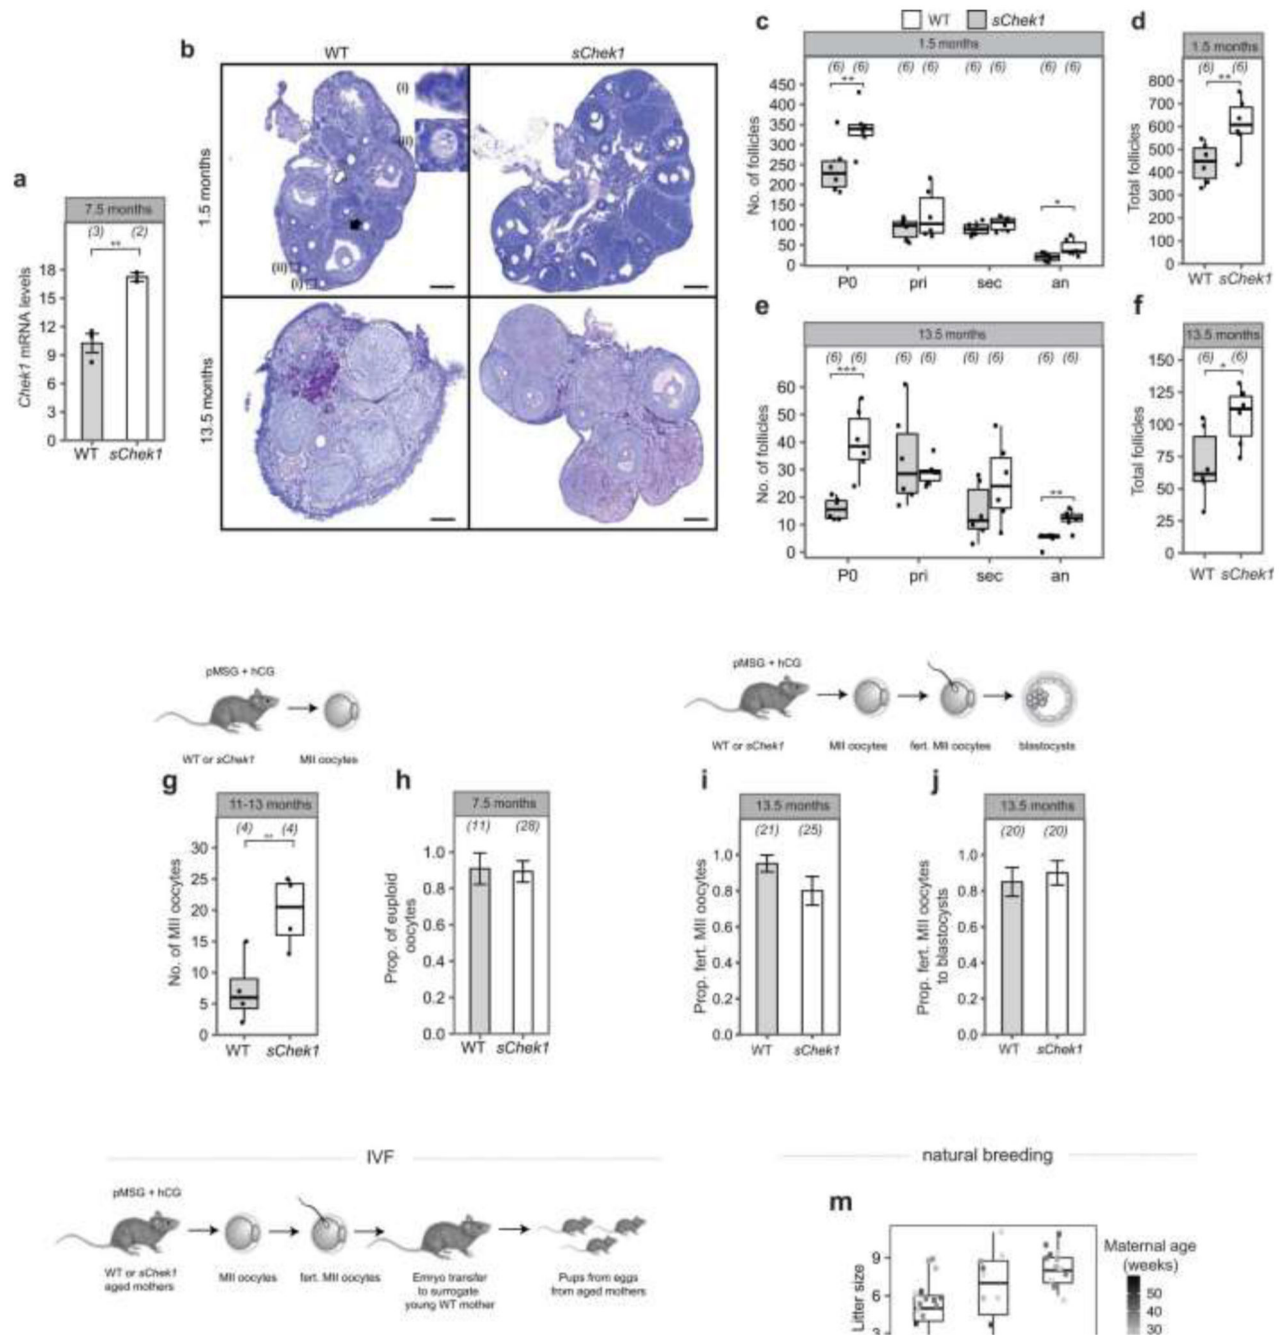 WT sChek1
a
7.5 months
(3) (2)
**
Chek1 mRNA levels
18
15
12
9
6
3
0
WT sChek1
b
WT sChek1
1.5 months
13.5 months
(i)
(ii)
(ii)
(i)
c
1.5 months
(6) (6) (6) (6) (6) (6) (6) (6)
** *
No. of follicles
450
400
350
300
250
200
150
100
50
0
P0 pri sec an
d
1.5 months
(6) (6)
**
Total follicles
800
700
600
500
400
300
200
100
0
WT sChek1
e
13.5 months
(6) (6) (6) (6) (6) (6) (6) (6)
*** **
No. of follicles
60
50
40
30
20
10
0
P0 pri sec an
f
13.5 months
(6) (6)
*
Total follicles
150
125
100
75
50
25
0
WT sChek1
pMSG + hCG
WT or sChek1 MII oocytes
pMSG + hCG
WT or sChek1 MII oocytes fert. MII oocytes blastocysts
g
11-13 months
(4) (4)
**
No. of MII oocytes
30
25
20
15
10
5
0
WT sChek1
h
7.5 months
(11) (28)
Prop. of euploid
oocytes
1.0
0.8
0.6
0.4
0.2
0.0
WT sChek1
i
13.5 months
(21) (25)
Prop. fert. MII oocytes
1.0
0.8
0.6
0.4
0.2
0.0
WT sChek1
j
13.5 months
(20) (20)
Prop. fert. MII oocytes
to blastocysts
1.0
0.8
0.6
0.4
0.2
0.0
WT sChek1
IVF
pMSG + hCG
WT or sChek1
aged mothers
MII oocytes
fert. MII oocytes
Emryo transfer
to surrogate
young WT mother
Pups from eggs
from aged mothers
natural breeding
m
Litter size
9
6
3
Maternal age
(weeks)
50
40
30